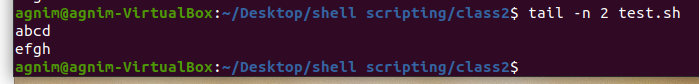 agnim@agnim-VirtualBox:~/Desktop/shell scripting/class2$ tail -n 2 test.sh
abcd
efgh
agnim@agnim-VirtualBox:~/Desktop/shell scripting/class2$